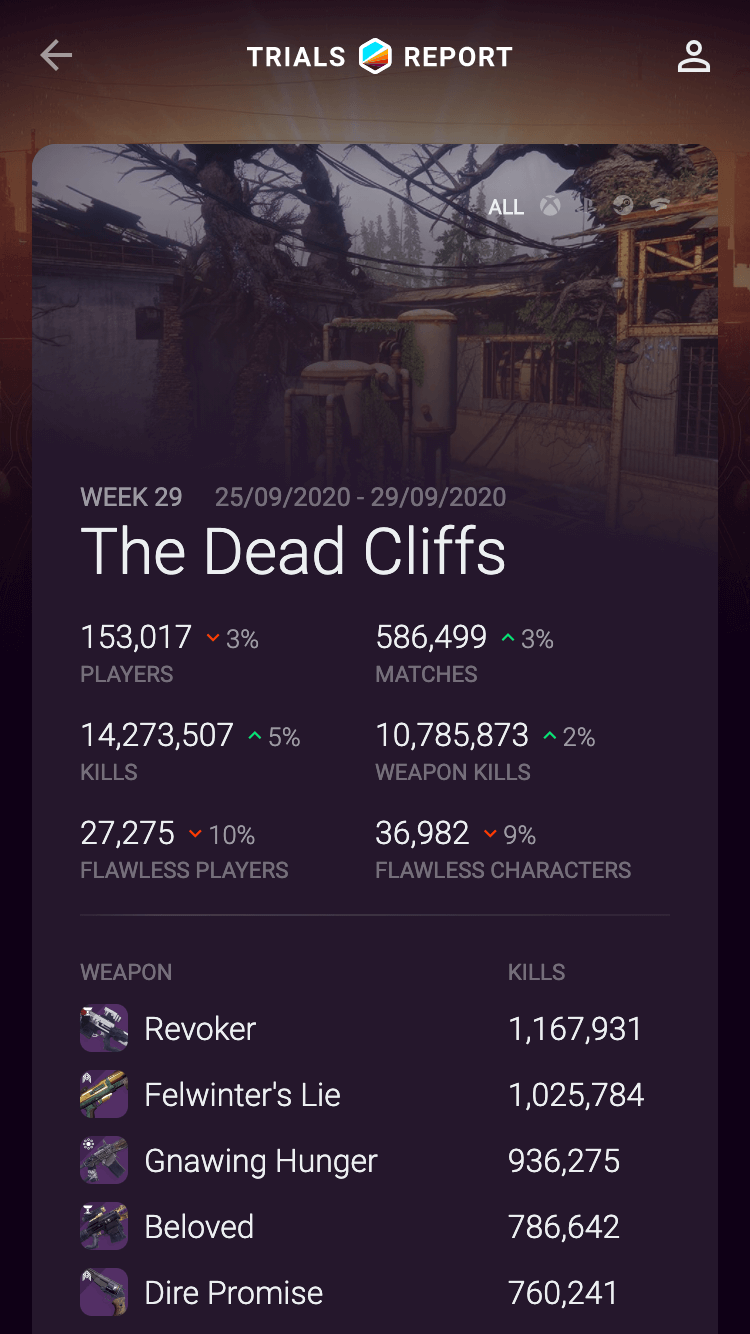 TRIALS REPORT
ALL
WEEK 29 25/09/2020 - 29/09/2020
The Dead Cliffs
153,017 3% 586,499 3%
PLAYERS MATCHES
14,273,507 5% 10,785,873 2%
KILLS WEAPON KILLS
27,275 10% 36,982 9%
FLAWLESS PLAYERS FLAWLESS CHARACTERS
WEAPON KILLS
Revoker 1,167,931
Felwinter's Lie 1,025,784
Gnawing Hunger 936,275
Beloved 786,642
Dire Promise 760,241